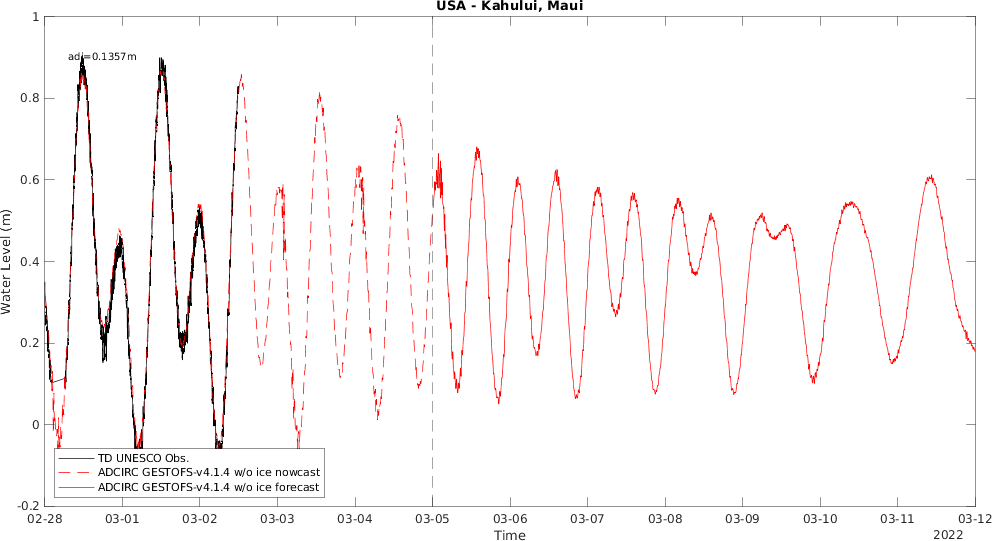 USA - Kahului, Maui
adj=0.1357m
1
0.8
0.6
0.4
0.2
0
-0.2
Water Level (m)
TD UNESCO Obs.
ADCIRC GESTOFS-v4.1.4 w/o ice nowcast
ADCIRC GESTOFS-v4.1.4 w/o ice forecast
02-28 03-01 03-02 03-03 03-04 03-05 03-06 03-07 03-08 03-09 03-10 03-11 03-12
Time
2022